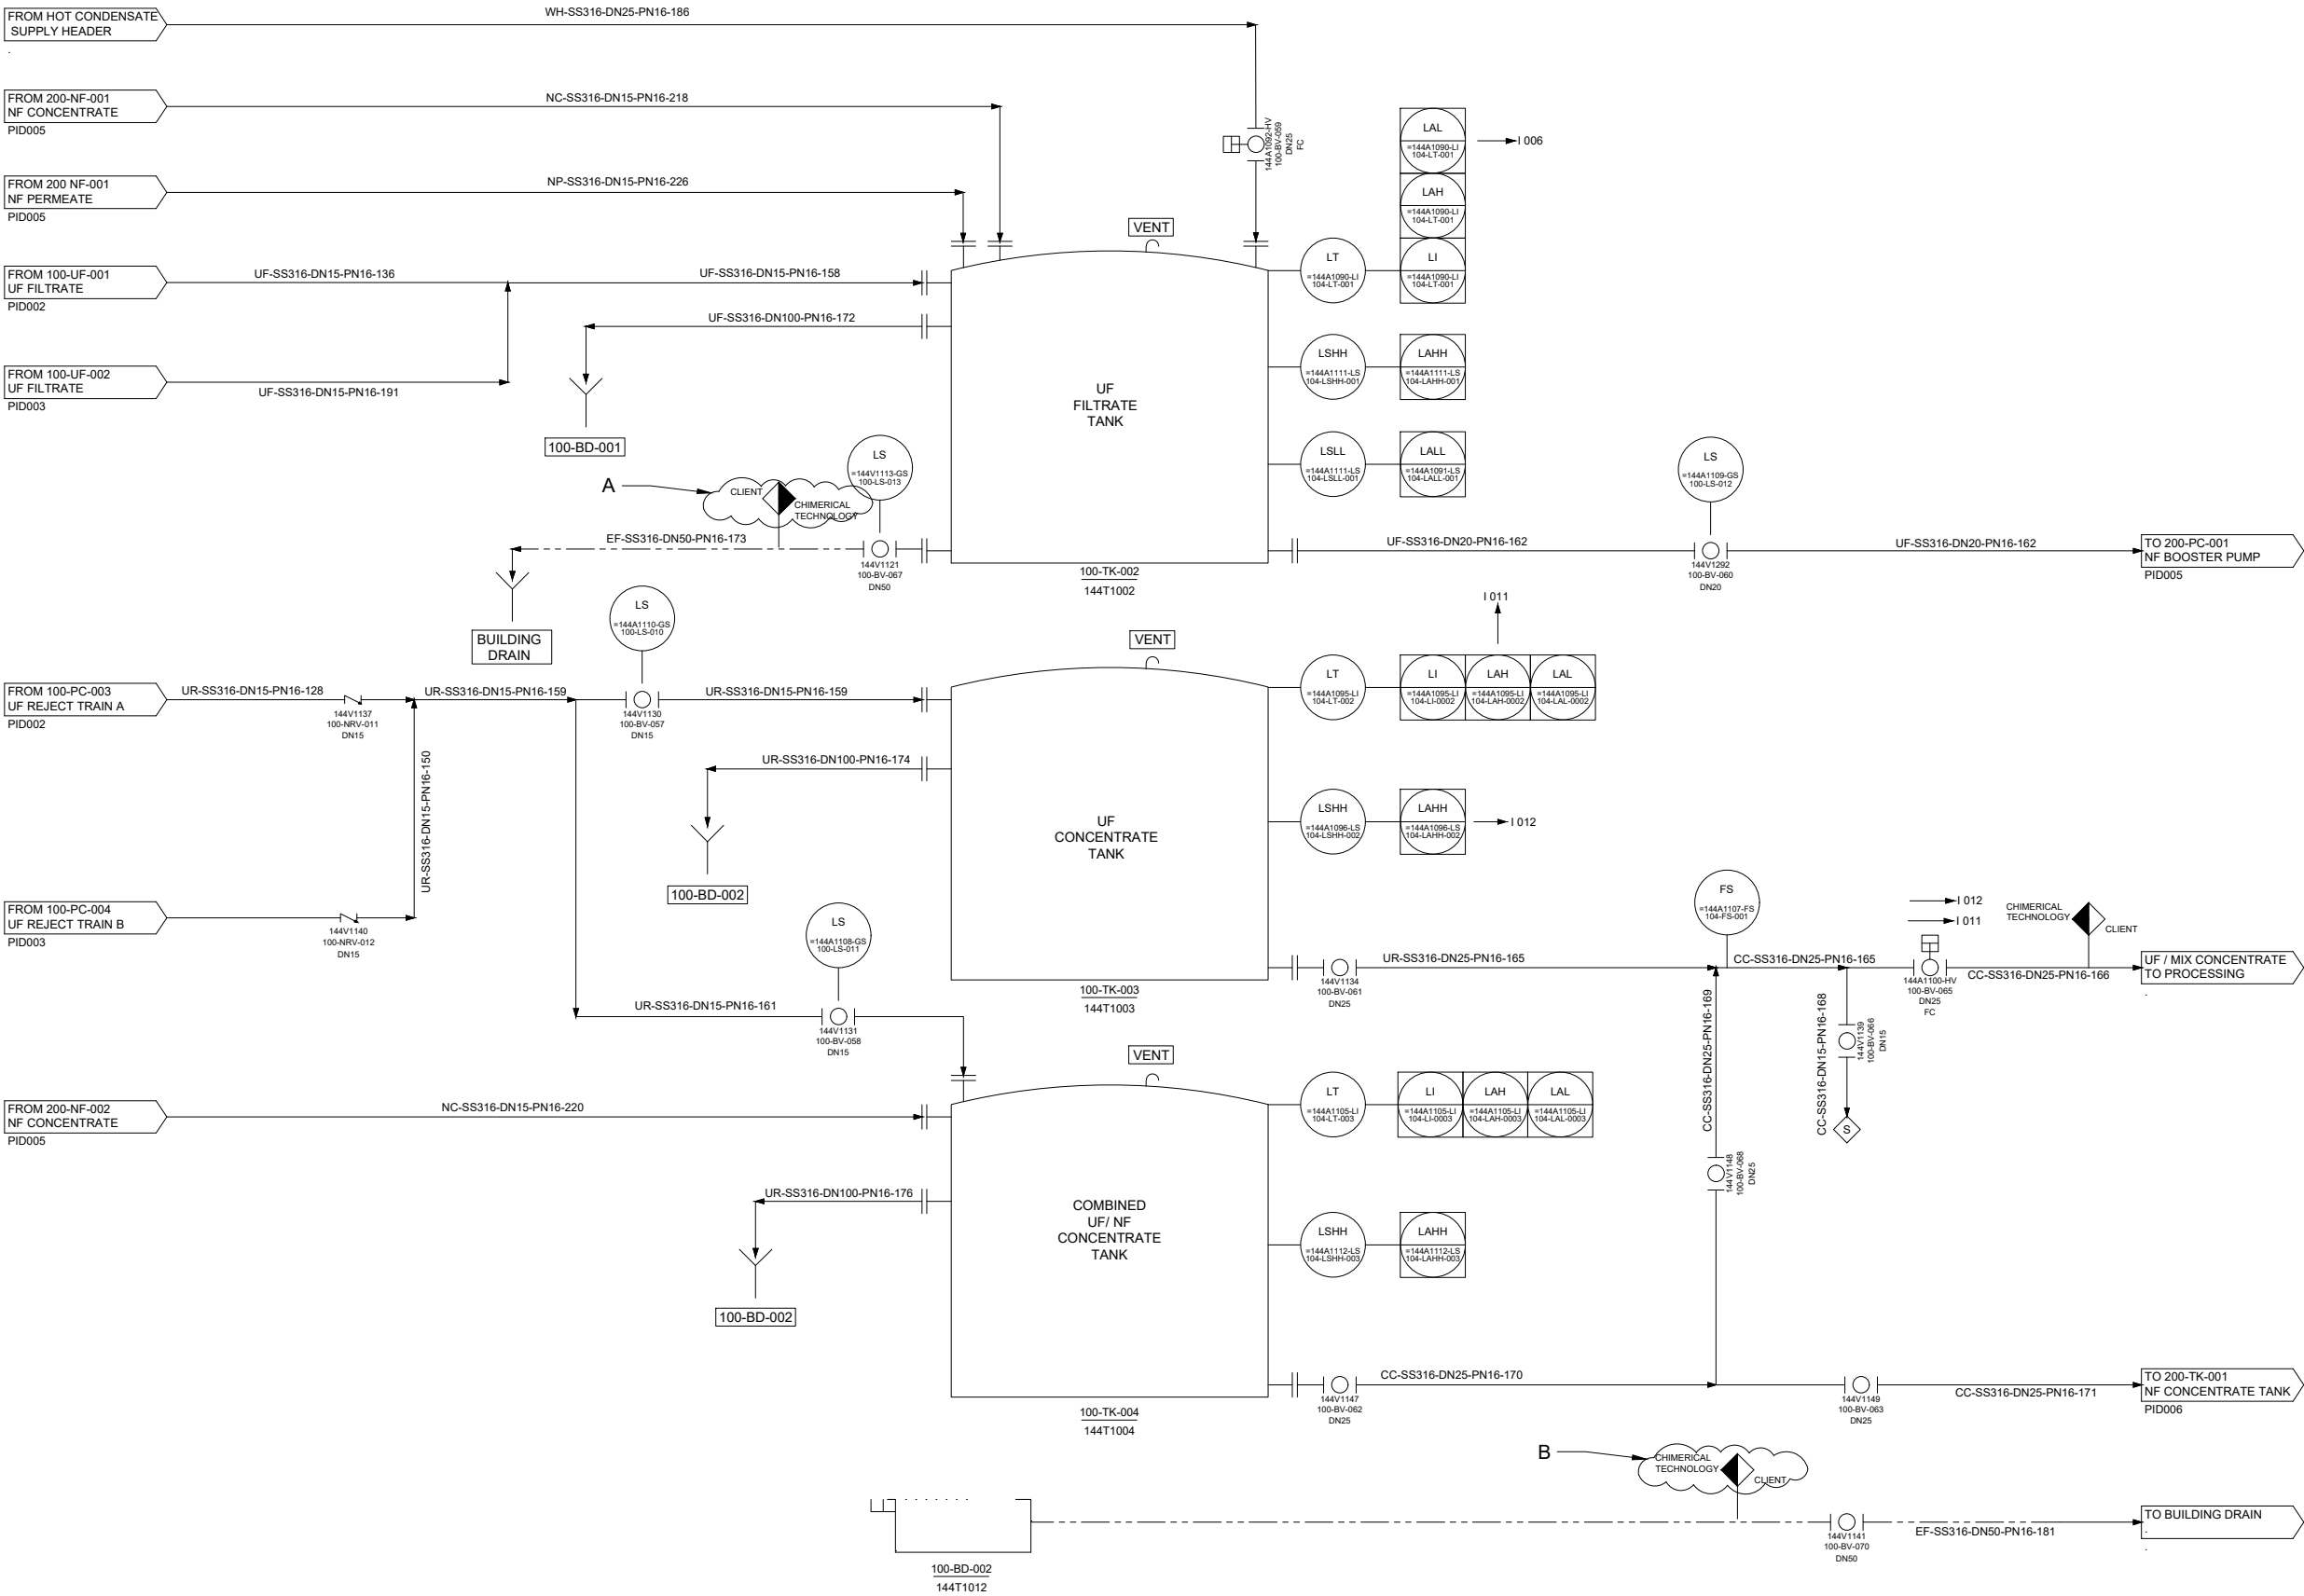 FROM HOT CONDENSATE
SUPPLY HEADER
.
WH-SS316-DN25-PN16-186
FROM 200-NF-001
NF CONCENTRATE
PID005
NC-SS316-DN15-PN16-218
144A1092-HV
100-BV-059
DN25
FC
LAL
=144A1090-LI
104-LT-001
I 006
LAH
=144A1090-LI
104-LT-001
FROM 200 NF-001
NF PERMEATE
PID005
NP-SS316-DN15-PN16-226
VENT
LT
=144A1090-LI
104-LT-001
LI
=144A1090-LI
104-LT-001
FROM 100-UF-001
UF FILTRATE
PID002
UF-SS316-DN15-PN16-136
UF-SS316-DN15-PN16-158
UF-SS316-DN100-PN16-172
FROM 100-UF-002
UF FILTRATE
PID003
UF-SS316-DN15-PN16-191
100-BD-001
UF
FILTRATE
TANK
LSHH
=144A1111-LS
104-LSHH-001
LAHH
=144A1111-LS
104-LAHH-001
LSLL
=144A1111-LS
104-LSLL-001
LALL
=144A1091-LS
104-LALL-001
A
CLIENT
CHIMERICAL
TECHNOLOGY
LS
=144V1113-GS
100-LS-013
EF-SS316-DN50-PN16-173
144V1121
100-BV-067
DN50
BUILDING
DRAIN
100-TK-002
144T1002
UF-SS316-DN20-PN16-162
LS
=144A1109-GS
100-LS-012
144V1292
100-BV-060
DN20
UF-SS316-DN20-PN16-162
TO 200-PC-001
NF BOOSTER PUMP
PID005
FROM 100-PC-003
UF REJECT TRAIN A
PID002
UR-SS316-DN15-PN16-128
144V1137
100-NRV-011
DN15
UR-SS316-DN15-PN16-159
LS
=144A1110-GS
100-LS-010
144V1130
100-BV-057
DN15
UR-SS316-DN15-PN16-159
UR-SS316-DN15-PN16-150
VENT
I 011
LT
=144A1095-LI
104-LT-002
LI
=144A1095-LI
104-LI-0002
LAH
=144A1095-LI
104-LAH-0002
LAL
=144A1095-LI
104-LAL-0002
UR-SS316-DN100-PN16-174
100-BD-002
UF
CONCENTRATE
TANK
LSHH
=144A1096-LS
104-LSHH-002
LAHH
=144A1096-LS
104-LAHH-002
I 012
FROM 100-PC-004
UF REJECT TRAIN B
PID003
144V1140
100-NRV-012
DN15
LS
=144A1108-GS
100-LS-011
UR-SS316-DN15-PN16-161
144V1131
100-BV-058
DN15
100-TK-003
144T1003
144V1134
100-BV-061
DN25
UR-SS316-DN25-PN16-165
FS
=144A1107-FS
104-FS-001
CC-SS316-DN25-PN16-165
I 012
I 011
144A1100-HV
100-BV-065
DN25
FC
CHIMERICAL
TECHNOLOGY
CLIENT
CC-SS316-DN25-PN16-166
UF / MIX CONCENTRATE
TO PROCESSING
.
CC-SS316-DN25-PN16-169
CC-SS316-DN15-PN16-168
144V1139
100-BV-066
DN15
S
144V1148
100-BV-068
DN25
FROM 200-NF-002
NF CONCENTRATE
PID005
NC-SS316-DN15-PN16-220
VENT
LT
=144A1105-LI
104-LT-003
LI
=144A1105-LI
104-LI-0003
LAH
=144A1105-LI
104-LAH-0003
LAL
=144A1105-LI
104-LAL-0003
UR-SS316-DN100-PN16-176
100-BD-002
COMBINED
UF/ NF
CONCENTRATE
TANK
LSHH
=144A1112-LS
104-LSHH-003
LAHH
=144A1112-LS
104-LAHH-003
100-TK-004
144T1004
144V1147
100-BV-062
DN25
CC-SS316-DN25-PN16-170
144V1149
100-BV-063
DN25
CC-SS316-DN25-PN16-171
TO 200-TK-001
NF CONCENTRATE TANK
PID006
B
CHIMERICAL
TECHNOLOGY
CLIENT
100-BD-002
144T1012
144V1141
100-BV-070
DN50
EF-SS316-DN50-PN16-181
TO BUILDING DRAIN
.
.